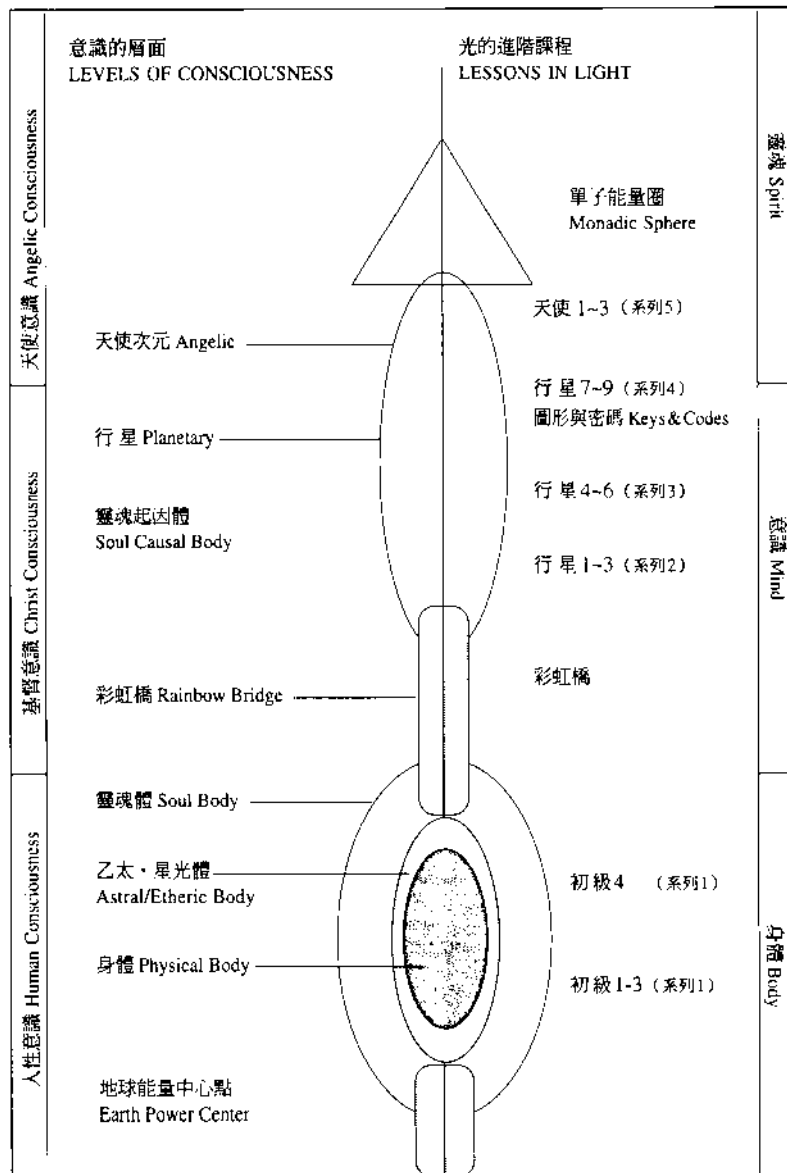 意識的層面
LEVELS OF CONSCIOUSNESS
光的進階課程
LESSONS IN LIGHT
天使意識 Angelic Consciousness
靈魂 Spirit
單子能量圈
Monadic Sphere
天使 1~3（系列5）
天使次元 Angelic
行星 7~9（系列4）
圖形與密碼 Keys&Codes
行星 Planetary
行星 4~6（系列3）
靈魂起因體
Soul Causal Body
行星 1~3（系列2）
基督意識 Christ Consciousness
意識 Mind
彩虹橋 Rainbow Bridge
彩虹橋
靈魂體 Soul Body
乙太·星光體
Astral/Etheric Body
初級4 （系列1）
身體 Physical Body
初級1-3（系列1）
人性意識 Human Consciousness
身體 Body
地球能量中心點
Earth Power Center